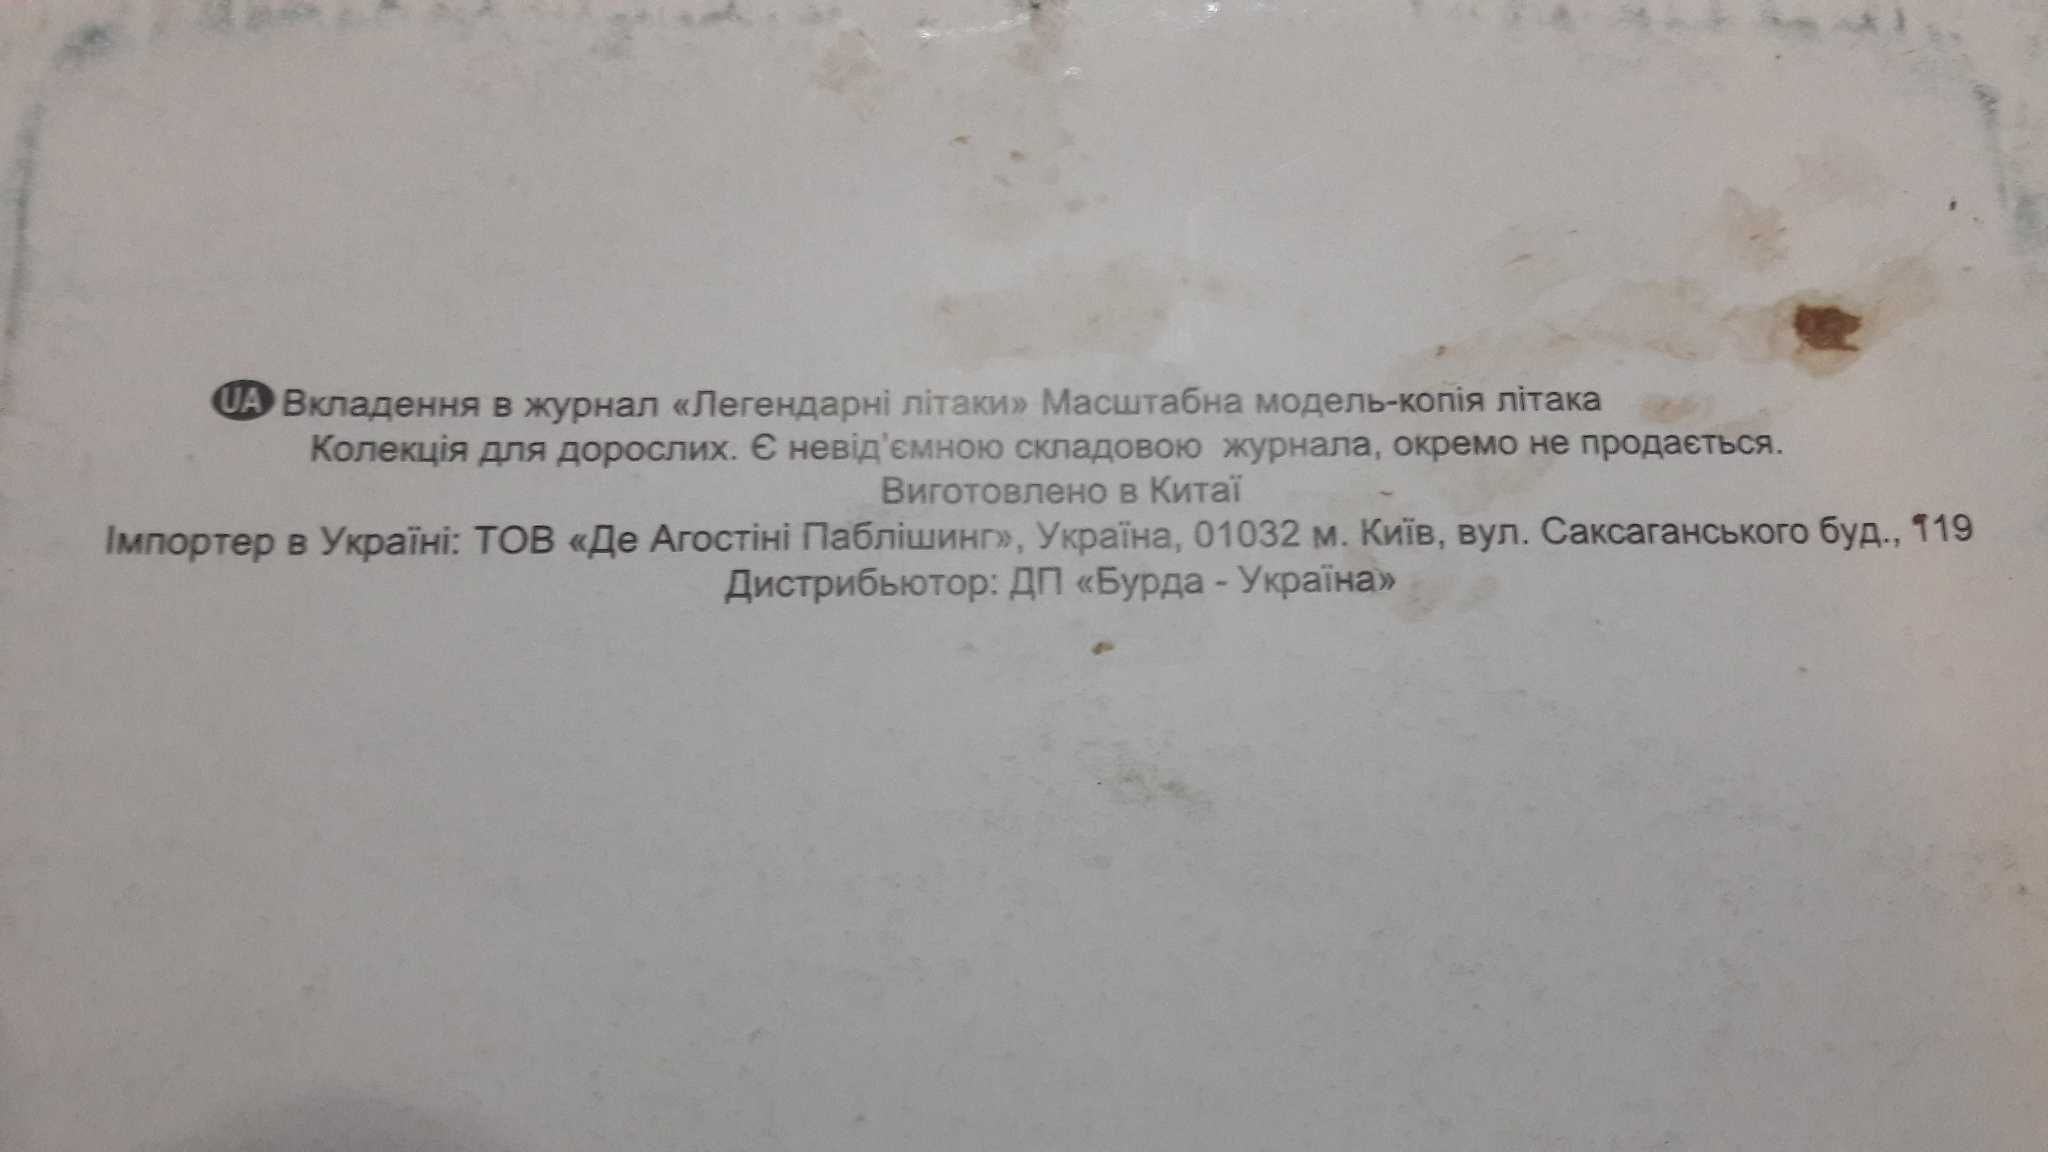 UA Вкладення в журнал «Легендарні літаки» Масштабна модель-копія літака
Колекція для дорослих. Є невід'ємною складовою журнала, окремо не продається.
Виготовлено в Китаї
Імпортер в Україні: ТОВ «Де Агостіні Паблішинг», Україна, 01032 м. Київ, вул. Саксаганського буд., 119
Дистрибьютор: ДП «Бурда - Україна»